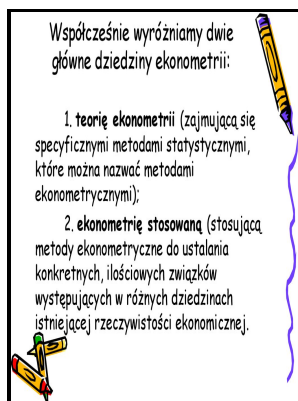 Współcześnie wyróżniamy dwie
główne dziedziny ekonometrii:
1. teorię ekonometrii (zajmującą się
specyficznymi metodami statystycznymi,
które można nazwać metodami
ekonometrycznymi);
2. ekonometrię stosowaną (stosującą
metody ekonometryczne do ustalania
konkretnych, ilościowych związków
występujących w różnych dziedzinach
istniejącej rzeczywistości ekonomicznej.